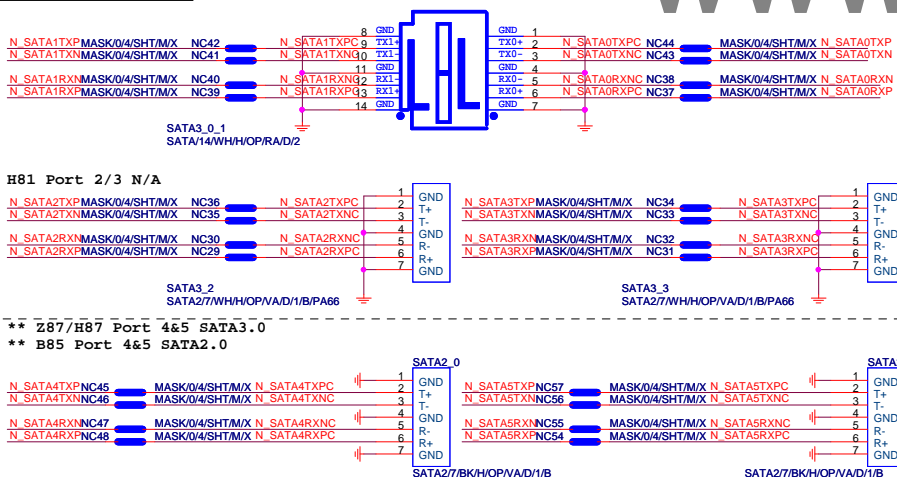 8 GND GND 1
N_SATA1TXP MASK/0/4/SHT/M/X NC42 N_SATA1TXPC 9 TX1+ TX0+ 2 N_SATA0TXPC NC44 MASK/0/4/SHT/M/X N_SATA0TXP
N_SATA1TXN MASK/0/4/SHT/M/X NC41 N_SATA1TXNC 10 TX1- TX0- 3 N_SATA0TXNC NC43 MASK/0/4/SHT/M/X N_SATA0TXN
11 GND GND 4
N_SATA1RXN MASK/0/4/SHT/M/X NC40 N_SATA1RXNC 12 RX1- RX0- 5 N_SATA0RXNC NC38 MASK/0/4/SHT/M/X N_SATA0RXN
N_SATA1RXP MASK/0/4/SHT/M/X NC39 N_SATA1RXPC 13 RX1+ RX0+ 6 N_SATA0RXPC NC37 MASK/0/4/SHT/M/X N_SATA0RXP
14 GND GND 7
SATA3_0_1
SATA/14/WH/H/OP/RA/D/2
H81 Port 2/3 N/A
1 GND 1 GND
N_SATA2TXP MASK/0/4/SHT/M/X NC36 N_SATA2TXPC 2 T+ N_SATA3TXP MASK/0/4/SHT/M/X NC34 N_SATA3TXPC 2 T+
N_SATA2TXN MASK/0/4/SHT/M/X NC35 N_SATA2TXNC 3 T- N_SATA3TXN MASK/0/4/SHT/M/X NC33 N_SATA3TXNC 3 T-
4 GND 4 GND
N_SATA2RXN MASK/0/4/SHT/M/X NC30 N_SATA2RXNC 5 R- N_SATA3RXN MASK/0/4/SHT/M/X NC32 N_SATA3RXNC 5 R-
N_SATA2RXP MASK/0/4/SHT/M/X NC29 N_SATA2RXPC 6 R+ N_SATA3RXP MASK/0/4/SHT/M/X NC31 N_SATA3RXPC 6 R+
7 GND 7 GND
SATA3_2 SATA3_3
SATA2/7/WH/H/OP/VA/D/1/B/PA66 SATA2/7/WH/H/OP/VA/D/1/B/PA66
** Z87/H87 Port 4&5 SATA3.0
** B85 Port 4&5 SATA2.0
SATA2_0
1 GND 1 GND
N_SATA4TXP NC45 MASK/0/4/SHT/M/X N_SATA4TXPC 2 T+ N_SATA5TXP NC57 MASK/0/4/SHT/M/X N_SATA5TXPC 2 T+
N_SATA4TXN NC46 MASK/0/4/SHT/M/X N_SATA4TXNC 3 T- N_SATA5TXN NC56 MASK/0/4/SHT/M/X N_SATA5TXNC 3 T-
4 GND 4 GND
N_SATA4RXN NC47 MASK/0/4/SHT/M/X N_SATA4RXNC 5 R- N_SATA5RXN NC55 MASK/0/4/SHT/M/X N_SATA5RXNC 5 R-
N_SATA4RXP NC48 MASK/0/4/SHT/M/X N_SATA4RXPC 6 R+ N_SATA5RXP NC54 MASK/0/4/SHT/M/X N_SATA5RXPC 6 R+
7 GND 7 GND
SATA2/7/BK/H/OP/VA/D/1/B SATA2/7/BK/H/OP/VA/D/1/B